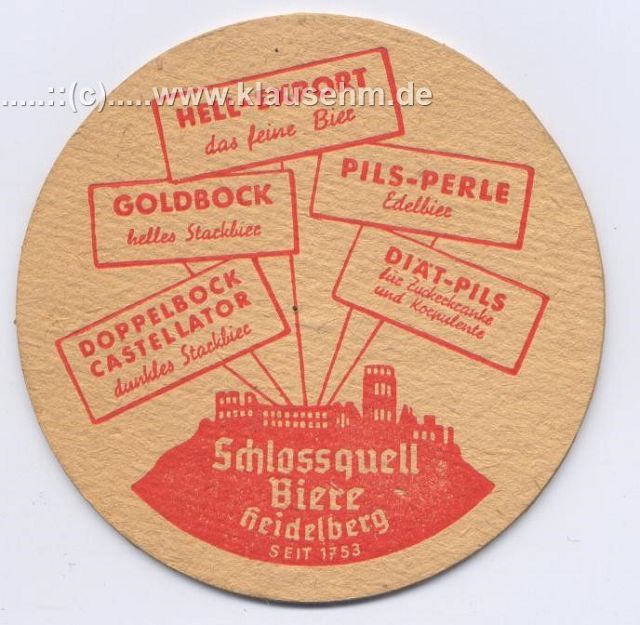 .....::(c).....www.klausehm.de
HELL-EXPORT
das feine Bier
GOLDBOCK
helles Starkbier
PILS-PERLE
Edelbier
DOPPELBOCK
CASTELLATOR
dunkles Starkbier
DIÄT-PILS
für Zuckerkranke
und Korpulente
Schlossquell
Biere
Heidelberg
SEIT 1753